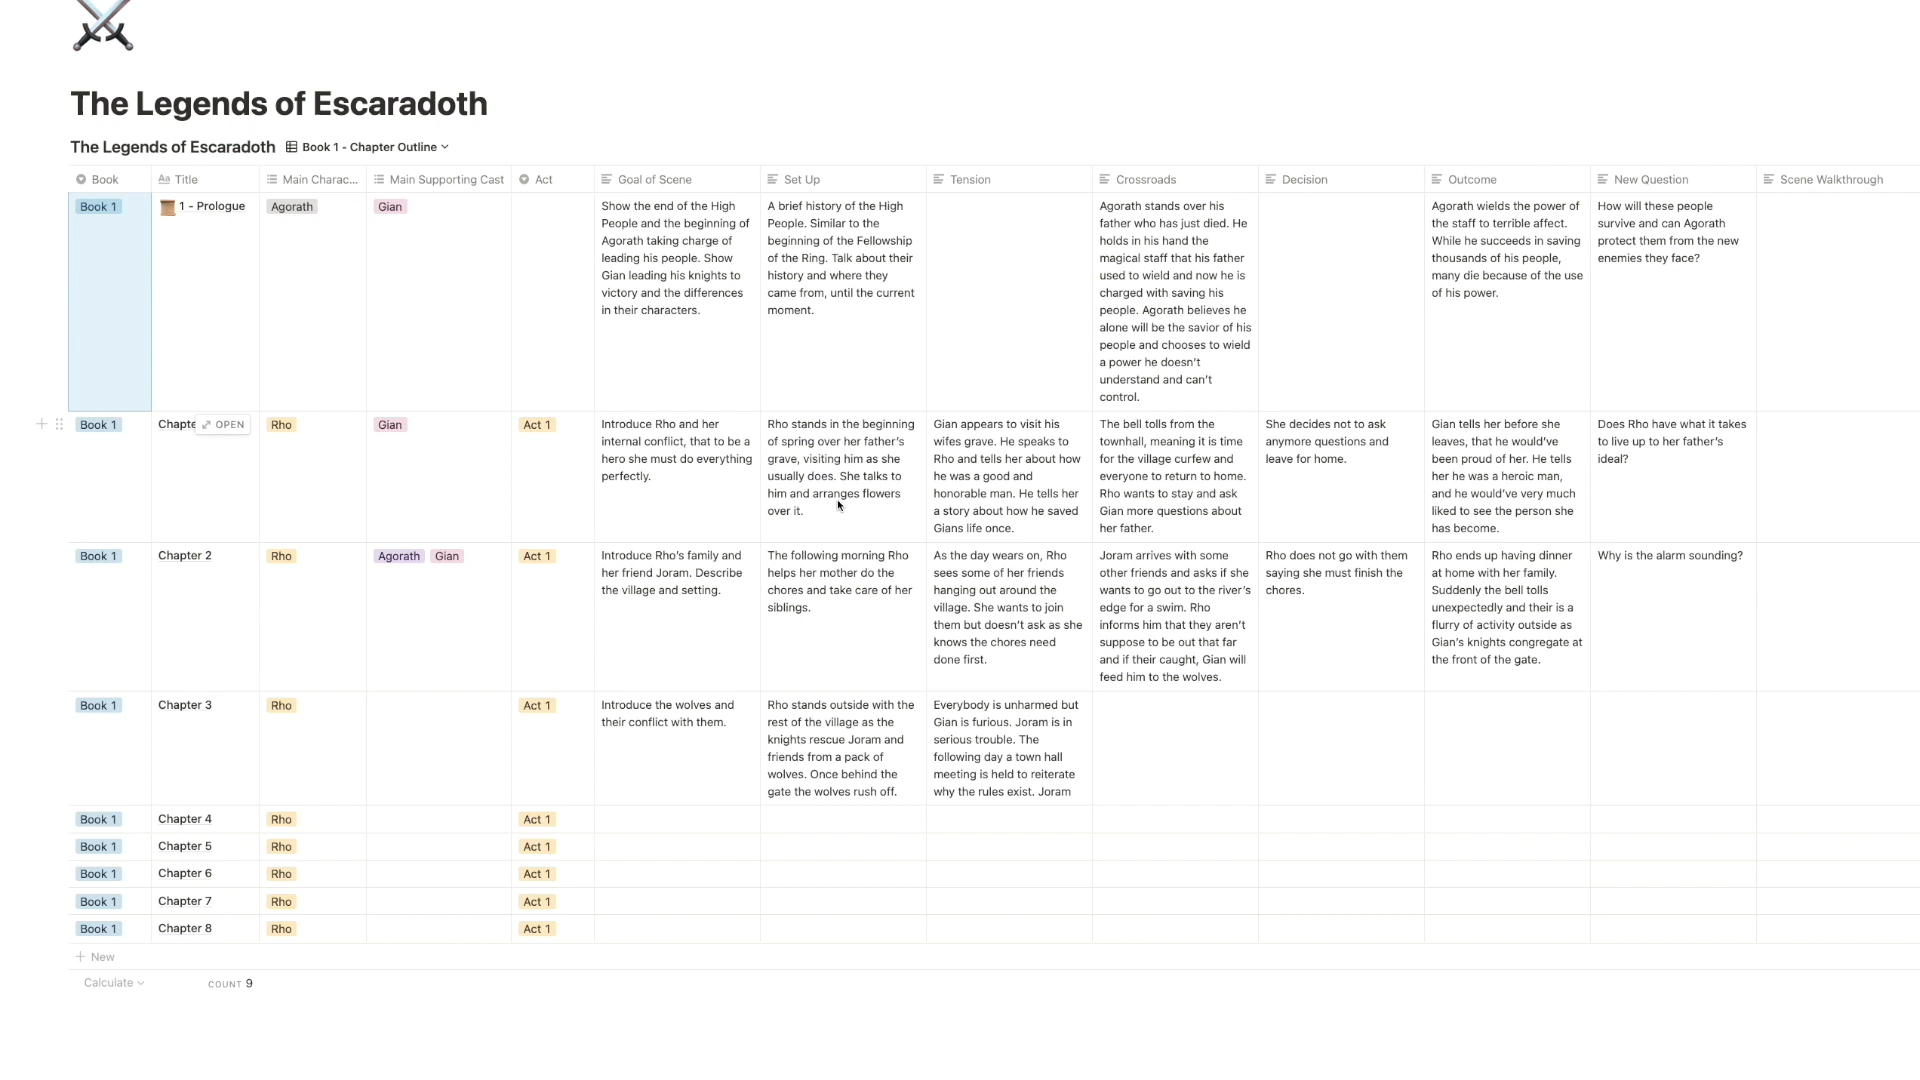 The Legends of Escaradoth
The Legends of Escaradoth Book 1 - Chapter Outline
Book Title Main Charac... Main Supporting Cast Act Goal of Scene Set Up Tension Crossroads Decision Outcome New Question Scene Walkthrough
Book 1
1 - Prologue
Agorath
Gian
Show the end of the High
People and the beginning of
Agorath taking charge of
leading his people. Show
Gian leading his knights to
victory and the differences
in their characters.
A brief history of the High
People. Similar to the
beginning of the Fellowship
of the Ring. Talk about their
history and where they
came from, until the current
moment.
Agorath stands over his
father who has just died. He
holds in his hand the
magical staff that his father
used to wield and now he is
charged with saving his
people. Agorath believes he
alone will be the savior of his
people and chooses to wield
a power he doesn't
understand and can't
control.
Agorath wields the power of
the staff to terrible affect.
While he succeeds in saving
thousands of his people,
many die because of the use
of his power.
How will these people
survive and can Agorath
protect them from the new
enemies they face?
Book 1
Chapte
OPEN
Rho
Gian
Act 1
Introduce Rho and her
internal conflict, that to be a
hero she must do everything
perfectly.
Rho stands in the beginning
of spring over her father's
grave, visiting him as she
usually does. She talks to
him and arranges flowers
over it.
Gian appears to visit his
wifes grave. He speaks to
Rho and tells her about how
he was a good and
honorable man. He tells her
a story about how he saved
Gians life once.
The bell tolls from the
townhall, meaning it is time
for the village curfew and
everyone to return to home.
Rho wants to stay and ask
Gian more questions about
her father.
She decides not to ask
anymore questions and
leave for home.
Gian tells her before she
leaves, that he would've
been proud of her. He tells
her he was a heroic man,
and he would've very much
liked to see the person she
has become.
Does Rho have what it takes
to live up to her father's
ideal?
Book 1
Chapter 2
Rho
Agorath Gian
Act 1
Introduce Rho's family and
her friend Joram. Describe
the village and setting.
The following morning Rho
helps her mother do the
chores and take care of her
siblings.
As the day wears on, Rho
sees some of her friends
hanging out around the
village. She wants to join
them but doesn't ask as she
knows the chores need
done first.
Joram arrives with some
other friends and asks if she
wants to go out to the river's
edge for a swim. Rho
informs him that they aren't
suppose to be out that far
and if their caught, Gian will
feed him to the wolves.
Rho does not go with them
saying she must finish the
chores.
Rho ends up having dinner
at home with her family.
Suddenly the bell tolls
unexpectedly and their is a
flurry of activity outside as
Gian's knights congregate at
the front of the gate.
Why is the alarm sounding?
Book 1
Chapter 3
Rho
Act 1
Introduce the wolves and
their conflict with them.
Rho stands outside with the
rest of the village as the
knights rescue Joram and
friends from a pack of
wolves. Once behind the
gate the wolves rush off.
Everybody is unharmed but
Gian is furious. Joram is in
serious trouble. The
following day a town hall
meeting is held to reiterate
why the rules exist. Joram
Book 1 Chapter 4 Rho Act 1
Book 1 Chapter 5 Rho Act 1
Book 1 Chapter 6 Rho Act 1
Book 1 Chapter 7 Rho Act 1
Book 1 Chapter 8 Rho Act 1
+ New
Calculate COUNT 9